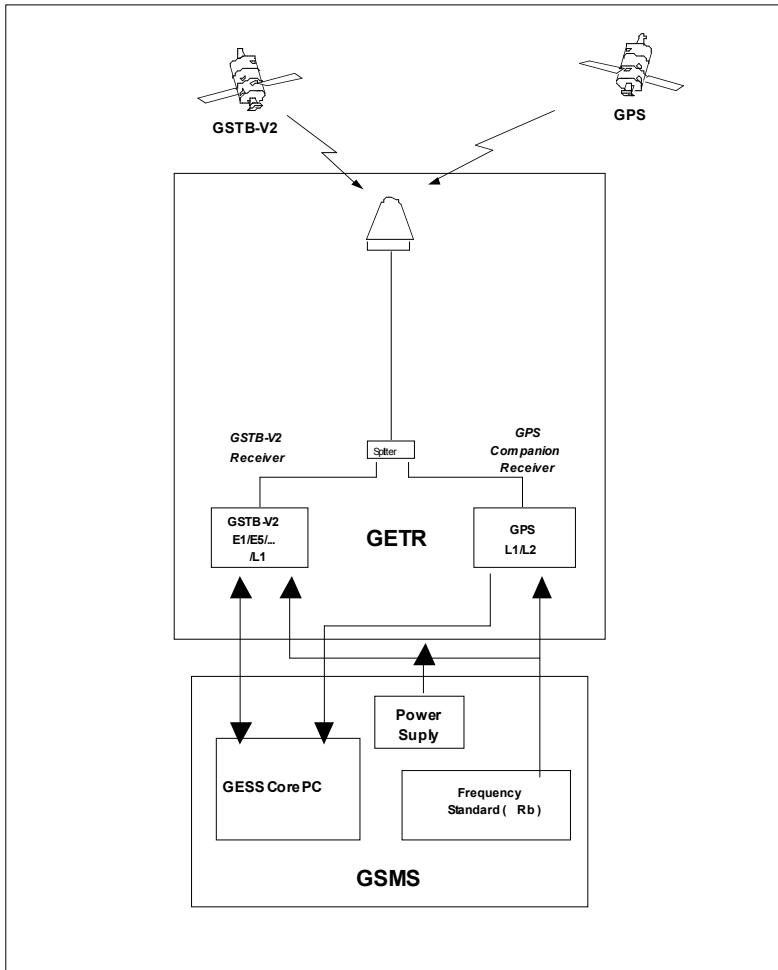 GSTB-V2
GPS
GSTB-V2
Receiver
GPS
Companion
Receiver
Spltter
GSTB-V2
E1/E5/...
/L1
GETR
GPS
L1/L2
Power
Suply
GESS Core PC
Frequency
Standard ( Rb )
GSMS